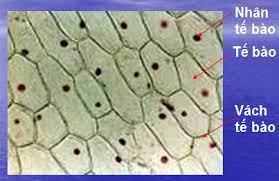 Nhân
tế bào
Tế bào
Vách
tế bào